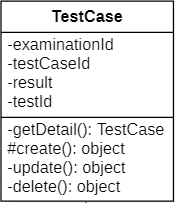 TestCase
-examinationId
-testCaseId
-result
-testId
-getDetail(): TestCase
#create(): object
-update(): object
-delete(): object